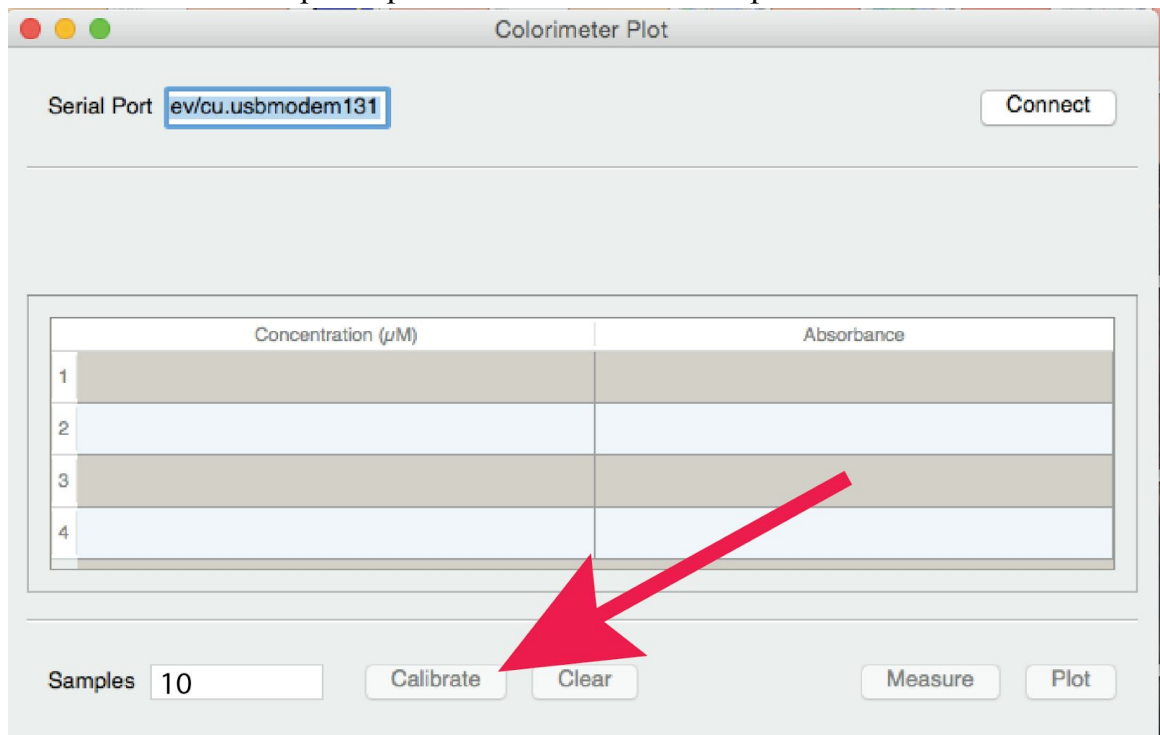 Colorimeter Plot
Serial Port ev/cu.usbmodem131 Connect
Concentration (µM) Absorbance
1
2
3
4
Samples 10 Calibrate Clear Measure Plot